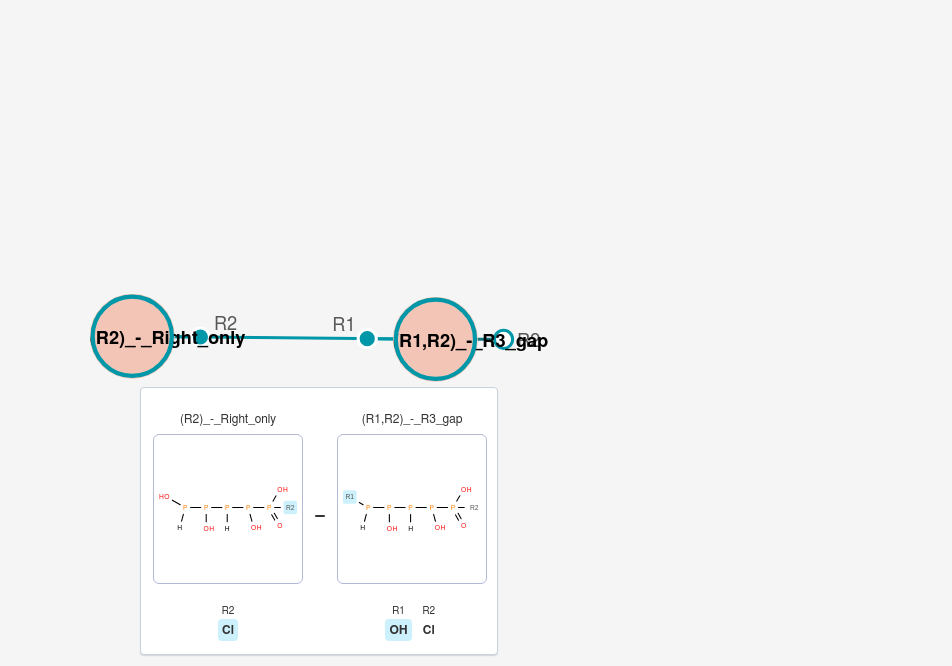 R2
R1
R2)_-_Right_only
R1,R2)_-_R3_gap
(R2)_-_Right_only
(R1,R2)_-_R3_gap
HO P P P P P OH R2
H OH H OH O
R1 P P P P P OH R2
H OH H OH O
–
R2
Cl
R1 R2
OH Cl